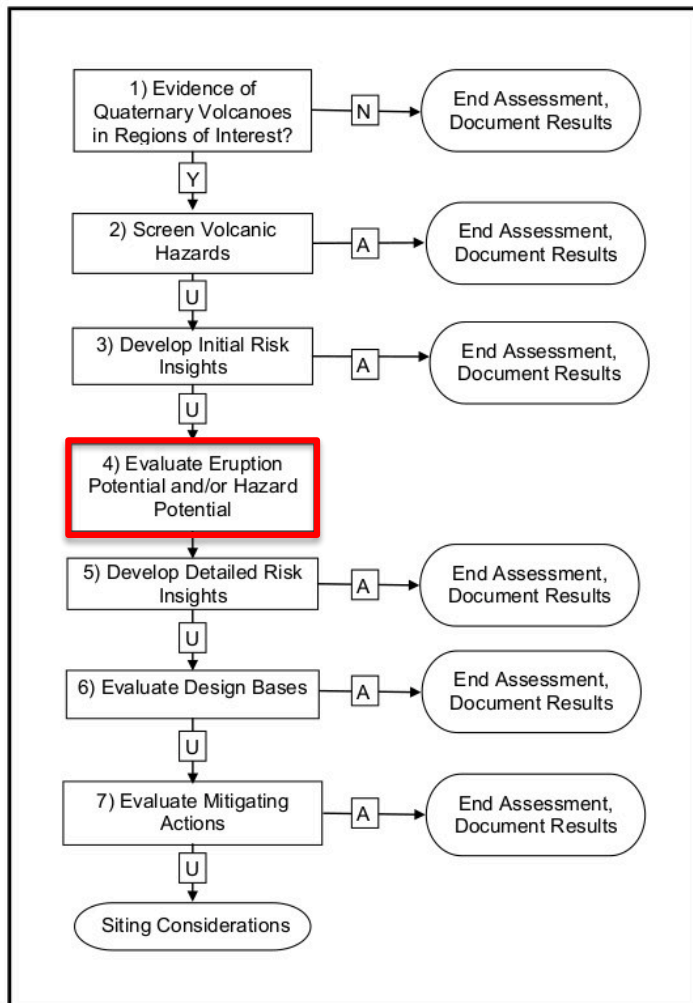 1) Evidence of
Quaternary Volcanoes
in Regions of Interest?
N
End Assessment,
Document Results
Y
2) Screen Volcanic
Hazards
A
End Assessment,
Document Results
U
3) Develop Initial Risk
Insights
A
End Assessment,
Document Results
U
4) Evaluate Eruption
Potential and/or Hazard
Potential
5) Develop Detailed Risk
Insights
A
End Assessment,
Document Results
U
6) Evaluate Design Bases
A
End Assessment,
Document Results
U
7) Evaluate Mitigating
Actions
A
End Assessment,
Document Results
U
Siting Considerations